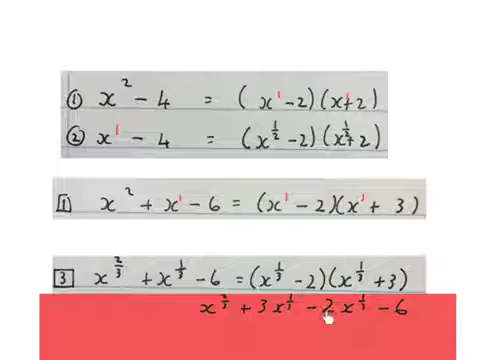 ① x² - 4 = (x¹ - 2)(x¹ + 2)
② x¹ - 4 = (x^{1/2} - 2)(x^{1/2} + 2)
[1] x² + x¹ - 6 = (x¹ - 2)(x¹ + 3)
[3] x^{2/3} + x^{1/3} - 6 = (x^{1/3} - 2)(x^{1/3} + 3)
x^{2/3} + 3x^{1/3} - 2x^{1/3} - 6